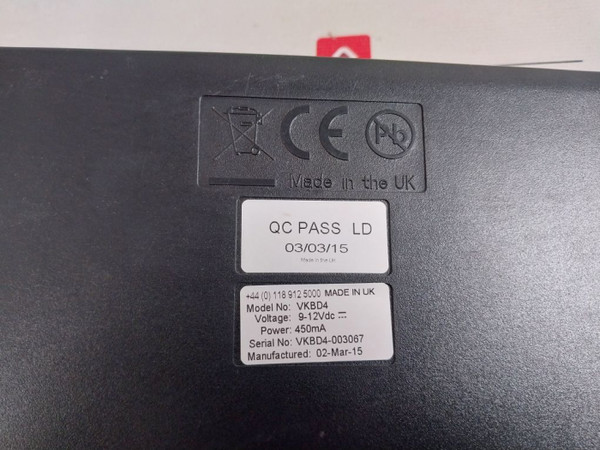 CE
Pb
Made in the UK
QC PASS LD
03/03/15
Made in the UK
+44 (0) 118 912 5000 MADE IN UK
Model No: VKBD4
Voltage: 9-12Vdc ⎓
Power: 450mA
Serial No: VKBD4-003067
Manufactured: 02-Mar-15